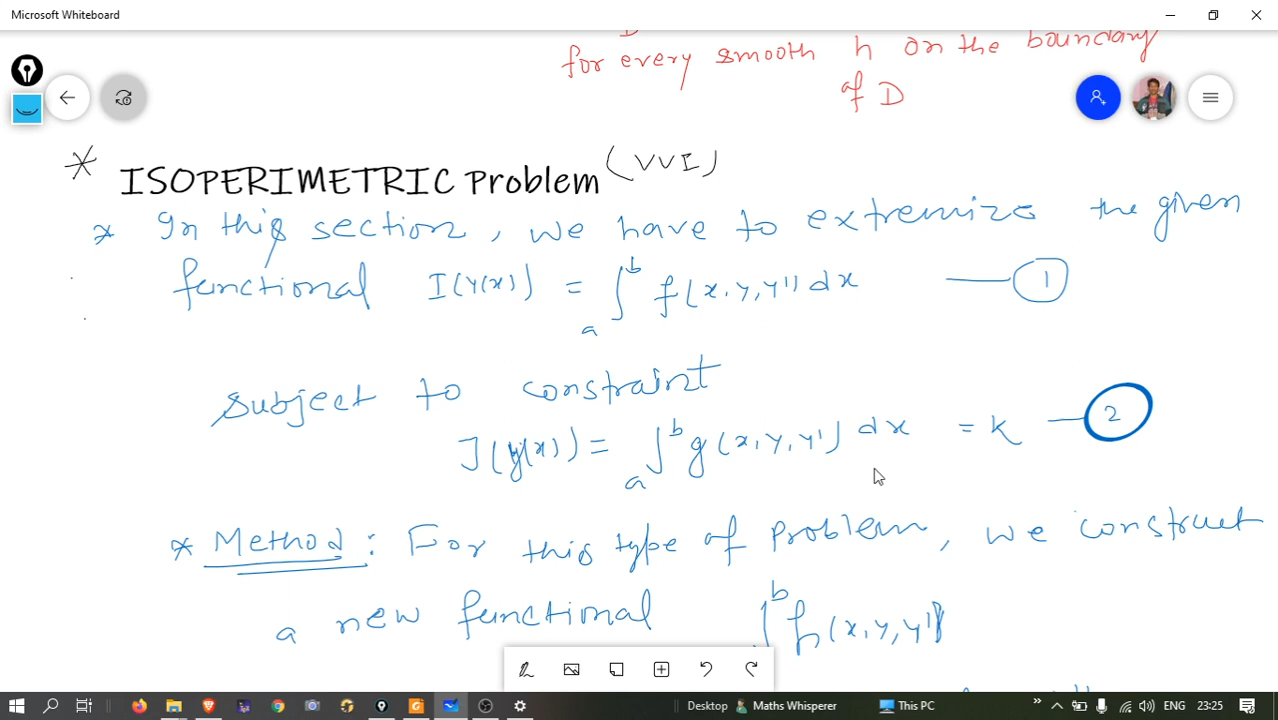 Microsoft Whiteboard
for every smooth h on the boundary
of D
* ISOPERIMETRIC Problem (VVI)
* In this section, we have to extremize the given
functional I(y(x)) = ∫_a^b f(x,y,y')dx — ①
subject to constraint
J(y(x)) = ∫_a^b g(x,y,y') dx = k — ②
* Method : For this type of Problem, we construct
a new functional ∫^b h(x,y,y')
Desktop Maths Whisperer This PC ENG 23:25